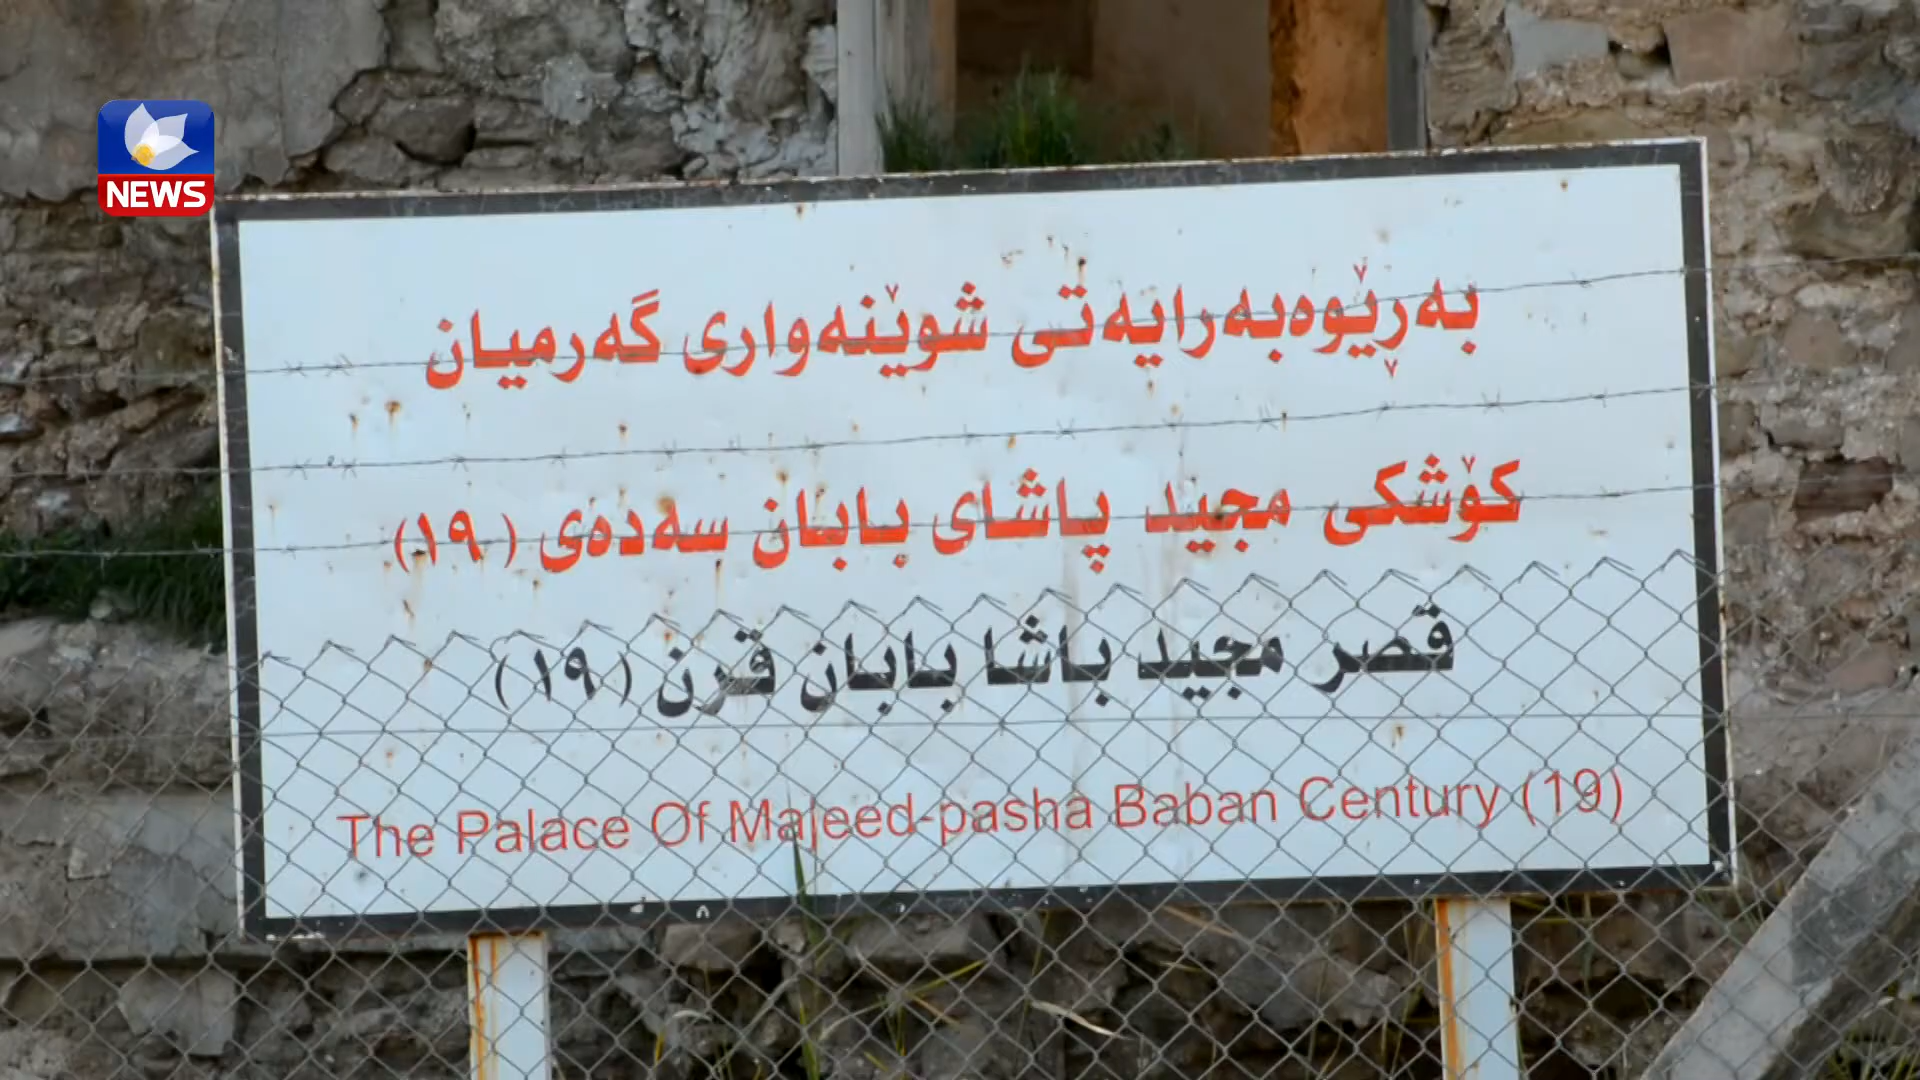 NEWS
بەڕێوەبەرایەتی شوێنەواری گەرمیان
کۆشکی مجید پاشای بابان سەدەی (١٩)
قصر مجيد باشا بابان قرن (١٩)
The Palace Of Majeed-pasha Baban Century (19)